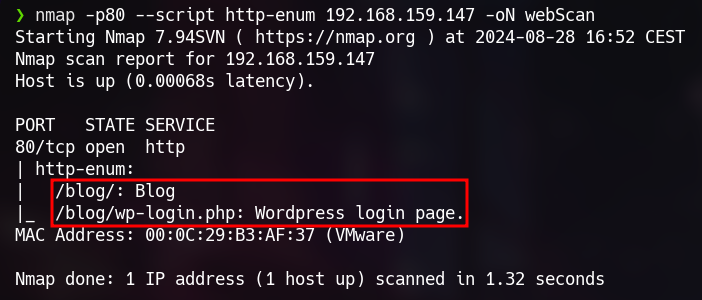 ❯ nmap -p80 --script http-enum 192.168.159.147 -oN webScan
Starting Nmap 7.94SVN ( https://nmap.org ) at 2024-08-28 16:52 CEST
Nmap scan report for 192.168.159.147
Host is up (0.00068s latency).

PORT   STATE SERVICE
80/tcp open  http
| http-enum:
|   /blog/: Blog
|_  /blog/wp-login.php: Wordpress login page.
MAC Address: 00:0C:29:B3:AF:37 (VMware)

Nmap done: 1 IP address (1 host up) scanned in 1.32 seconds